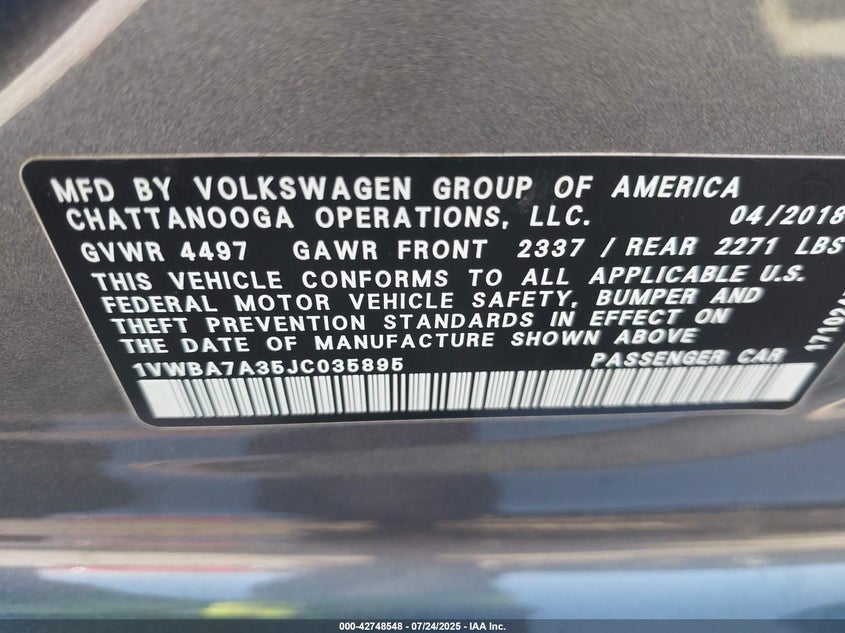 MFD BY VOLKSWAGEN GROUP OF AMERICA
CHATTANOOGA OPERATIONS, LLC. 04/2018
GVWR 4497 GAWR FRONT 2337 / REAR 2271 LBS
THIS VEHICLE CONFORMS TO ALL APPLICABLE U.S.
FEDERAL MOTOR VEHICLE SAFETY, BUMPER AND
THEFT PREVENTION STANDARDS IN EFFECT ON
THE DATE OF MANUFACTURE SHOWN ABOVE
1VWBA7A35JC035895 PASSENGER CAR
000-42748548 - 07/24/2025 - IAA Inc.